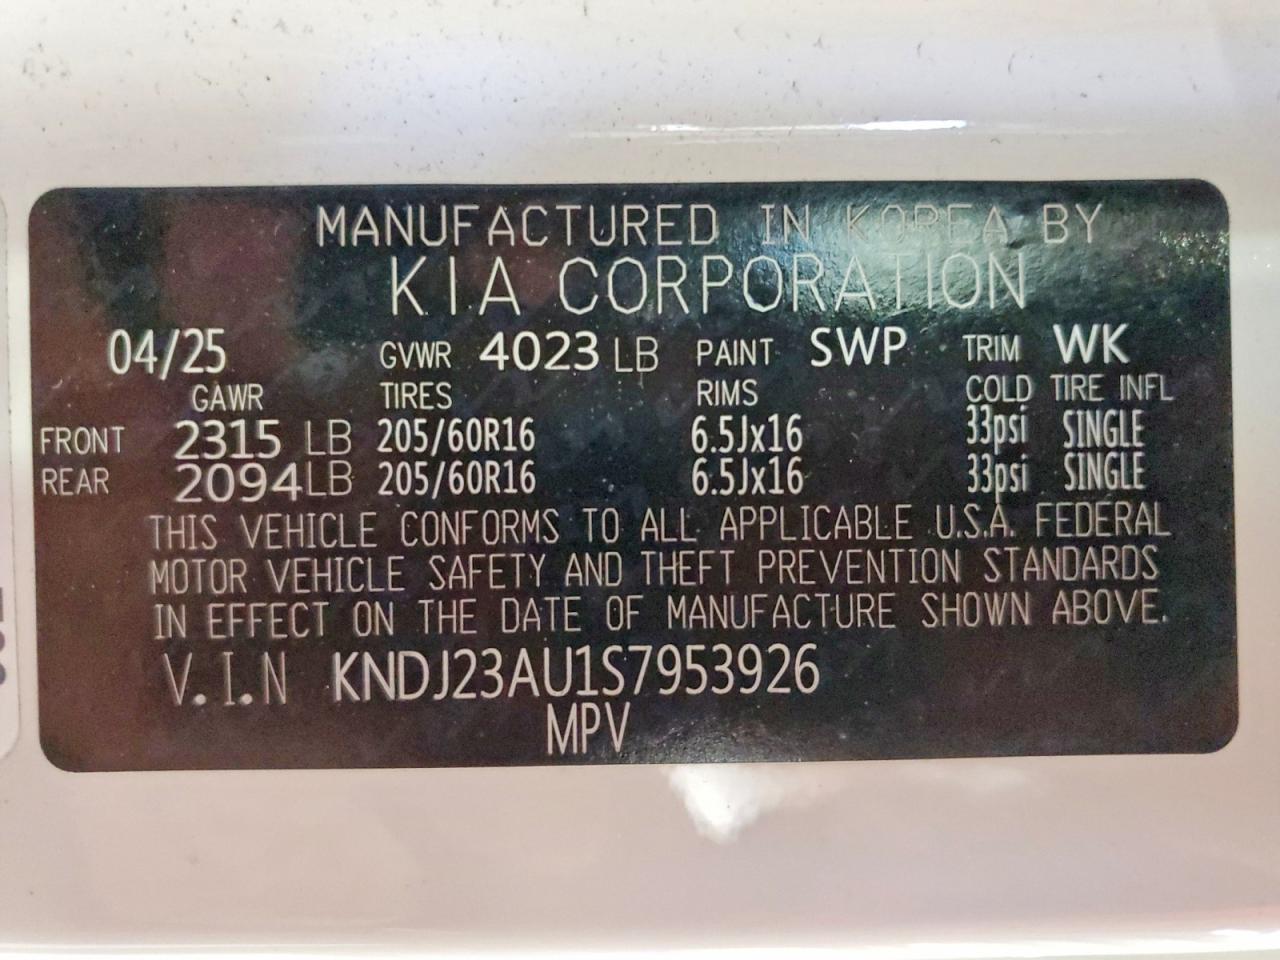 MANUFACTURED IN KOREA BY
KIA CORPORATION
04/25 GVWR 4023 LB PAINT SWP TRIM WK
GAWR TIRES RIMS COLD TIRE INFL
FRONT 2315 LB 205/60R16 6.5Jx16 33psi SINGLE
REAR 2094 LB 205/60R16 6.5Jx16 33psi SINGLE
THIS VEHICLE CONFORMS TO ALL APPLICABLE U.S.A. FEDERAL
MOTOR VEHICLE SAFETY AND THEFT PREVENTION STANDARDS
IN EFFECT ON THE DATE OF MANUFACTURE SHOWN ABOVE.
V.I.N KNDJ23AU1S7953926
MPV